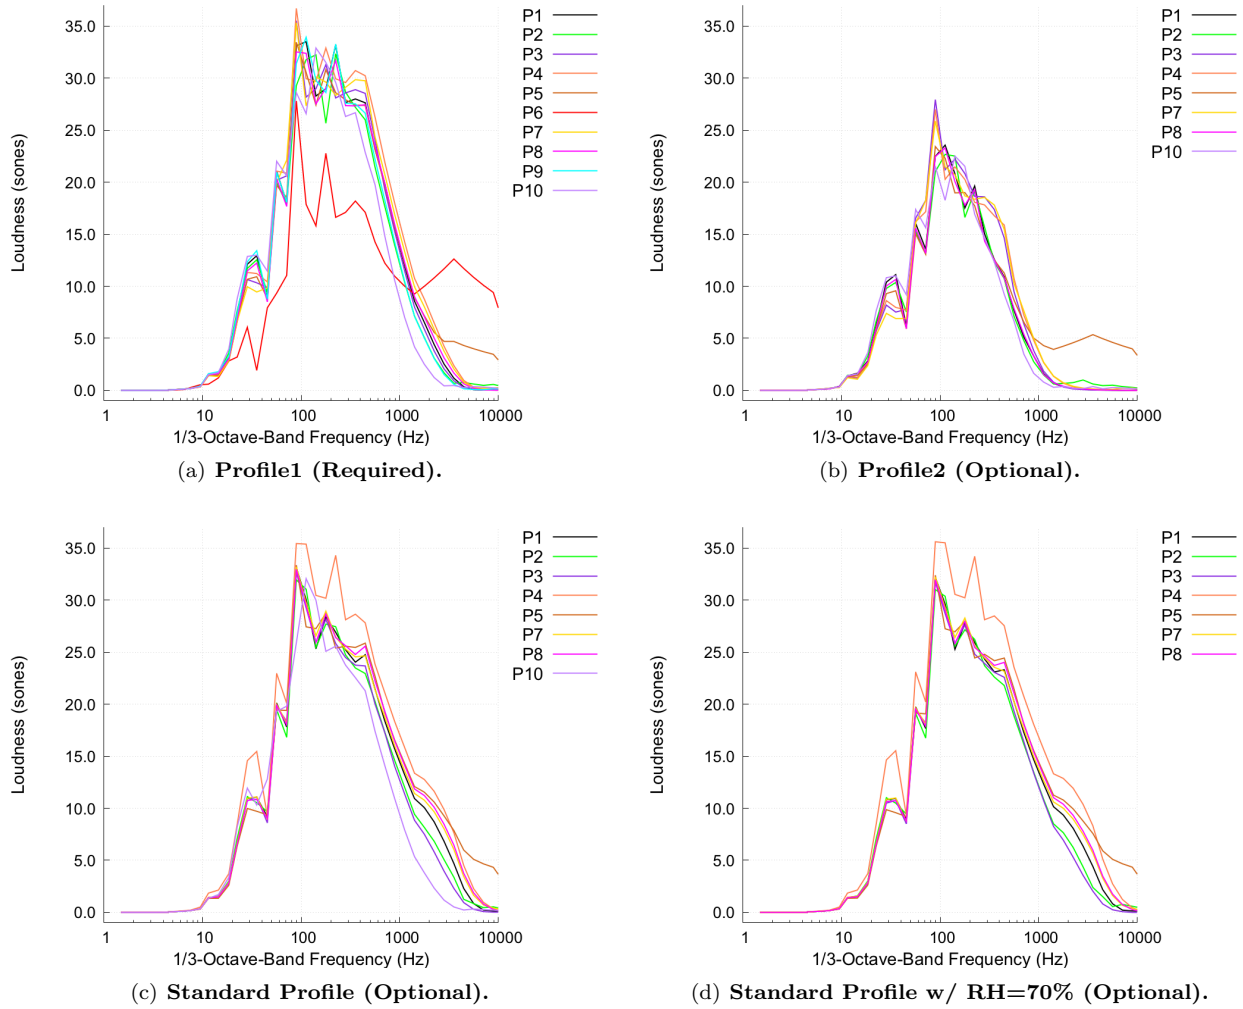 Loudness (sones)
35.0
30.0
25.0
20.0
15.0
10.0
5.0
0.0
1 10 100 1000 10000
1/3-Octave-Band Frequency (Hz)
P1
P2
P3
P4
P5
P6
P7
P8
P9
P10
(a) Profile1 (Required).
Loudness (sones)
35.0
30.0
25.0
20.0
15.0
10.0
5.0
0.0
1 10 100 1000 10000
1/3-Octave-Band Frequency (Hz)
P1
P2
P3
P4
P5
P7
P8
P10
(b) Profile2 (Optional).
Loudness (sones)
35.0
30.0
25.0
20.0
15.0
10.0
5.0
0.0
1 10 100 1000 10000
1/3-Octave-Band Frequency (Hz)
P1
P2
P3
P4
P5
P7
P8
P10
(c) Standard Profile (Optional).
Loudness (sones)
35.0
30.0
25.0
20.0
15.0
10.0
5.0
0.0
1 10 100 1000 10000
1/3-Octave-Band Frequency (Hz)
P1
P2
P3
P4
P5
P7
P8
(d) Standard Profile w/ RH=70% (Optional).